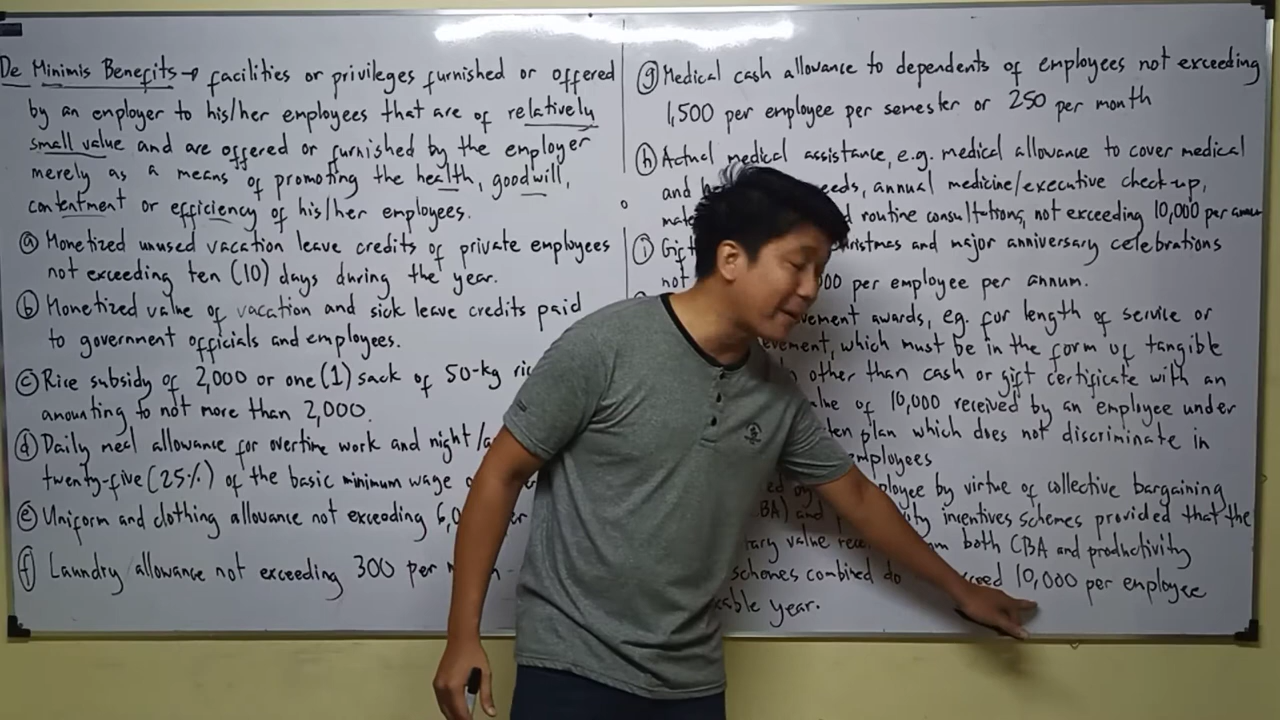 De Minimis Benefits → facilities or privileges furnished or offered
by an employer to his/her employees that are of relatively
small value and are offered or furnished by the employer
merely as a means of promoting the health, goodwill,
contentment or efficiency of his/her employees.
(a) Monetized unused vacation leave credits of private employees
not exceeding ten (10) days during the year.
(b) Monetized value of vacation and sick leave credits paid
to government officials and employees.
(c) Rice subsidy of 2,000 or one (1) sack of 50-kg
amounting to not more than 2,000.
(d) Daily meal allowance for overtime work and night/
twenty-five (25%) of the basic minimum wage
(e) Uniform and clothing allowance not exceeding
(f) Laundry allowance not exceeding 300 per
(g) Medical cash allowance to dependents of employees not exceeding
1,500 per employee per semester or 250 per month
(h) Actual medical assistance, e.g. medical allowance to cover medical
and annual medicine/executive check-up,
routine consultations, not exceeding 10,000 per
(i) and major anniversary celebrations
not per employee per annum.
awards, eg. for length of service or
which must be in the form of tangible
other than cash or gift certificate with an
of 10,000 received by an employee under
plan which does not discriminate in
employees
by virtue of collective bargaining
incentives schemes provided that the
both CBA and productivity
schemes combined do 10,000 per employee
year.